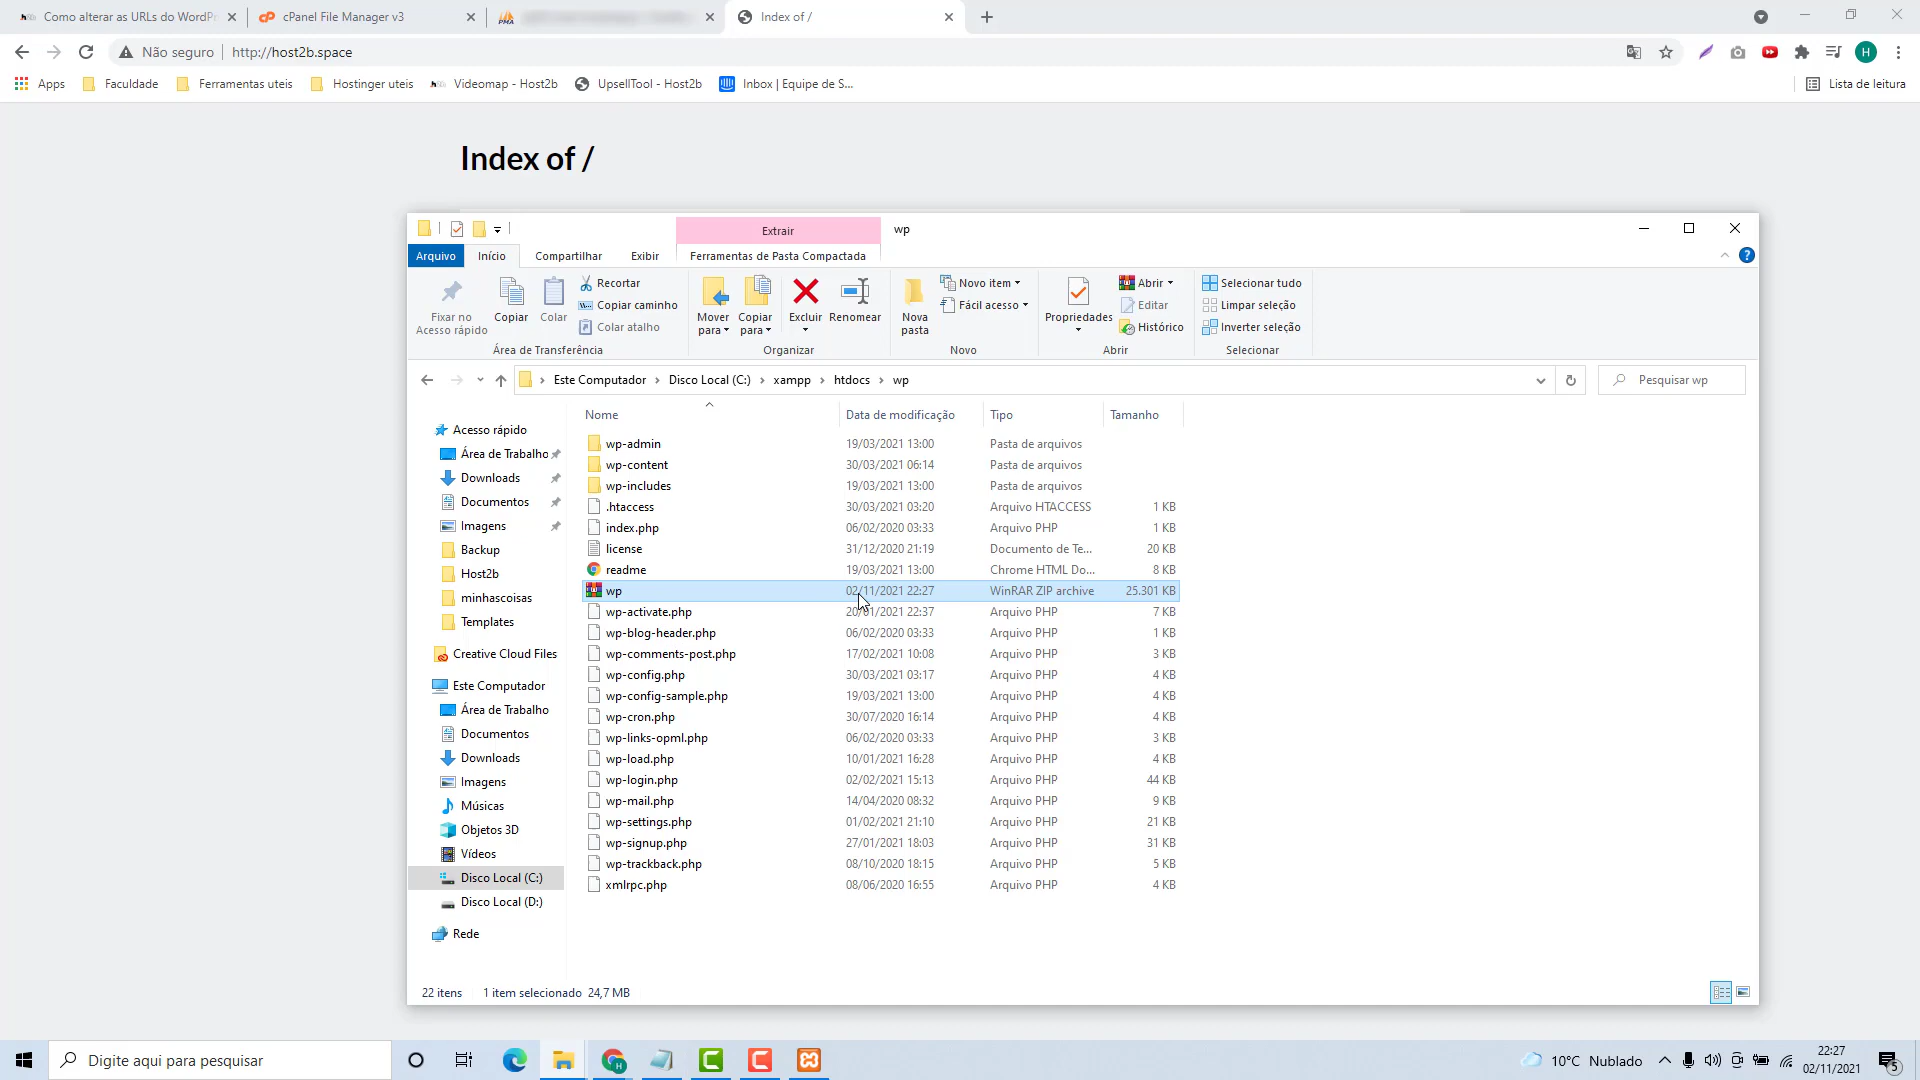 Como alterar as URLs do WordPr
cPanel File Manager v3
Index of /
Não seguro
http://host2b.space
H
Apps
Faculdade
Ferramentas uteis
Hostinger uteis
Videomap - Host2b
UpsellTool - Host2b
Inbox | Equipe de S...
Lista de leitura
Index of /
Extrair
wp
Arquivo
Início
Compartilhar
Exibir
Ferramentas de Pasta Compactada
Fixar no
Acesso rápido
Copiar
Colar
Recortar
Copiar caminho
Colar atalho
Área de Transferência
Mover
para
Copiar
para
Excluir
Renomear
Organizar
Nova
pasta
Novo item
Fácil acesso
Novo
Propriedades
Abrir
Editar
Histórico
Abrir
Selecionar tudo
Limpar seleção
Inverter seleção
Selecionar
Este Computador
Disco Local (C:)
xampp
htdocs
wp
Pesquisar wp
Nome
Data de modificação
Tipo
Tamanho
Acesso rápido
Área de Trabalho
Downloads
Documentos
Imagens
Backup
Host2b
minhascoisas
Templates
Creative Cloud Files
Este Computador
Área de Trabalho
Documentos
Downloads
Imagens
Músicas
Objetos 3D
Vídeos
Disco Local (C:)
Disco Local (D:)
Rede
wp-admin 19/03/2021 13:00 Pasta de arquivos
wp-content 30/03/2021 06:14 Pasta de arquivos
wp-includes 19/03/2021 13:00 Pasta de arquivos
.htaccess 30/03/2021 03:20 Arquivo HTACCESS 1 KB
index.php 06/02/2020 03:33 Arquivo PHP 1 KB
license 31/12/2020 21:19 Documento de Te... 20 KB
readme 19/03/2021 13:00 Chrome HTML Do... 8 KB
wp 02/11/2021 22:27 WinRAR ZIP archive 25.301 KB
wp-activate.php 20/01/2021 22:37 Arquivo PHP 7 KB
wp-blog-header.php 06/02/2020 03:33 Arquivo PHP 1 KB
wp-comments-post.php 17/02/2021 10:08 Arquivo PHP 3 KB
wp-config.php 30/03/2021 03:17 Arquivo PHP 4 KB
wp-config-sample.php 19/03/2021 13:00 Arquivo PHP 4 KB
wp-cron.php 30/07/2020 16:14 Arquivo PHP 4 KB
wp-links-opml.php 06/02/2020 03:33 Arquivo PHP 3 KB
wp-load.php 10/01/2021 16:28 Arquivo PHP 4 KB
wp-login.php 02/02/2021 15:13 Arquivo PHP 44 KB
wp-mail.php 14/04/2020 08:32 Arquivo PHP 9 KB
wp-settings.php 01/02/2021 21:10 Arquivo PHP 21 KB
wp-signup.php 27/01/2021 18:03 Arquivo PHP 31 KB
wp-trackback.php 08/10/2020 18:15 Arquivo PHP 5 KB
xmlrpc.php 08/06/2020 16:55 Arquivo PHP 4 KB
22 itens
1 item selecionado 24,7 MB
Digite aqui para pesquisar
10°C Nublado
22:27
02/11/2021
5